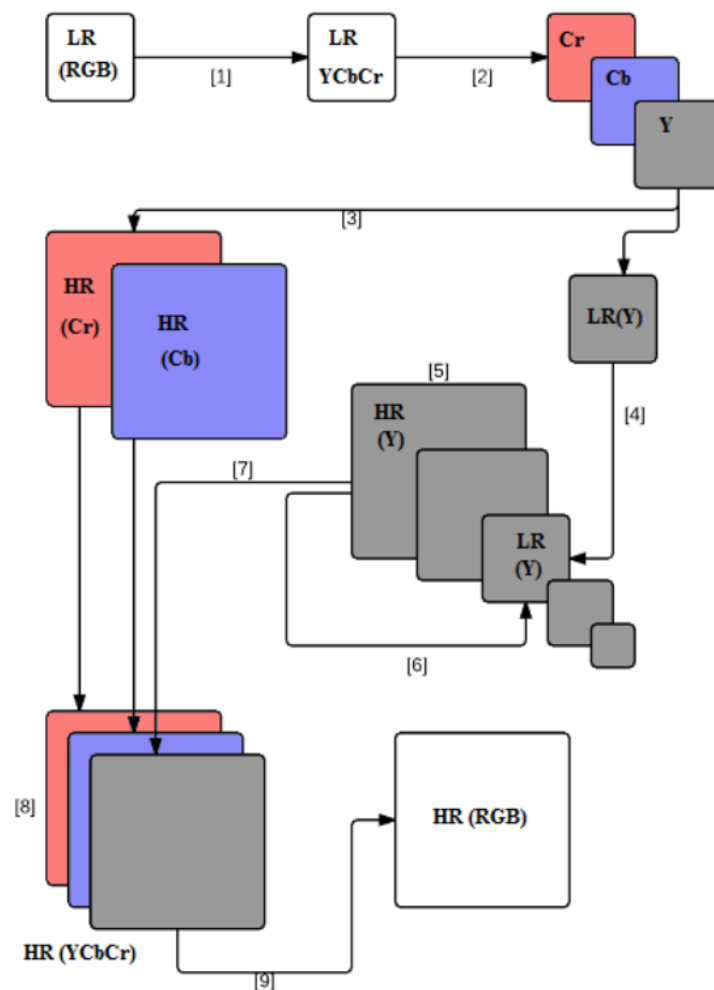 LR
(RGB)
[1]
LR
YCbCr
[2]
Cr
Cb
Y
[3]
HR
(Cr)
HR
(Cb)
LR(Y)
[4]
[5]
HR
(Y)
LR
(Y)
[7]
[6]
[8]
HR (RGB)
HR (YCbCr)
[9]